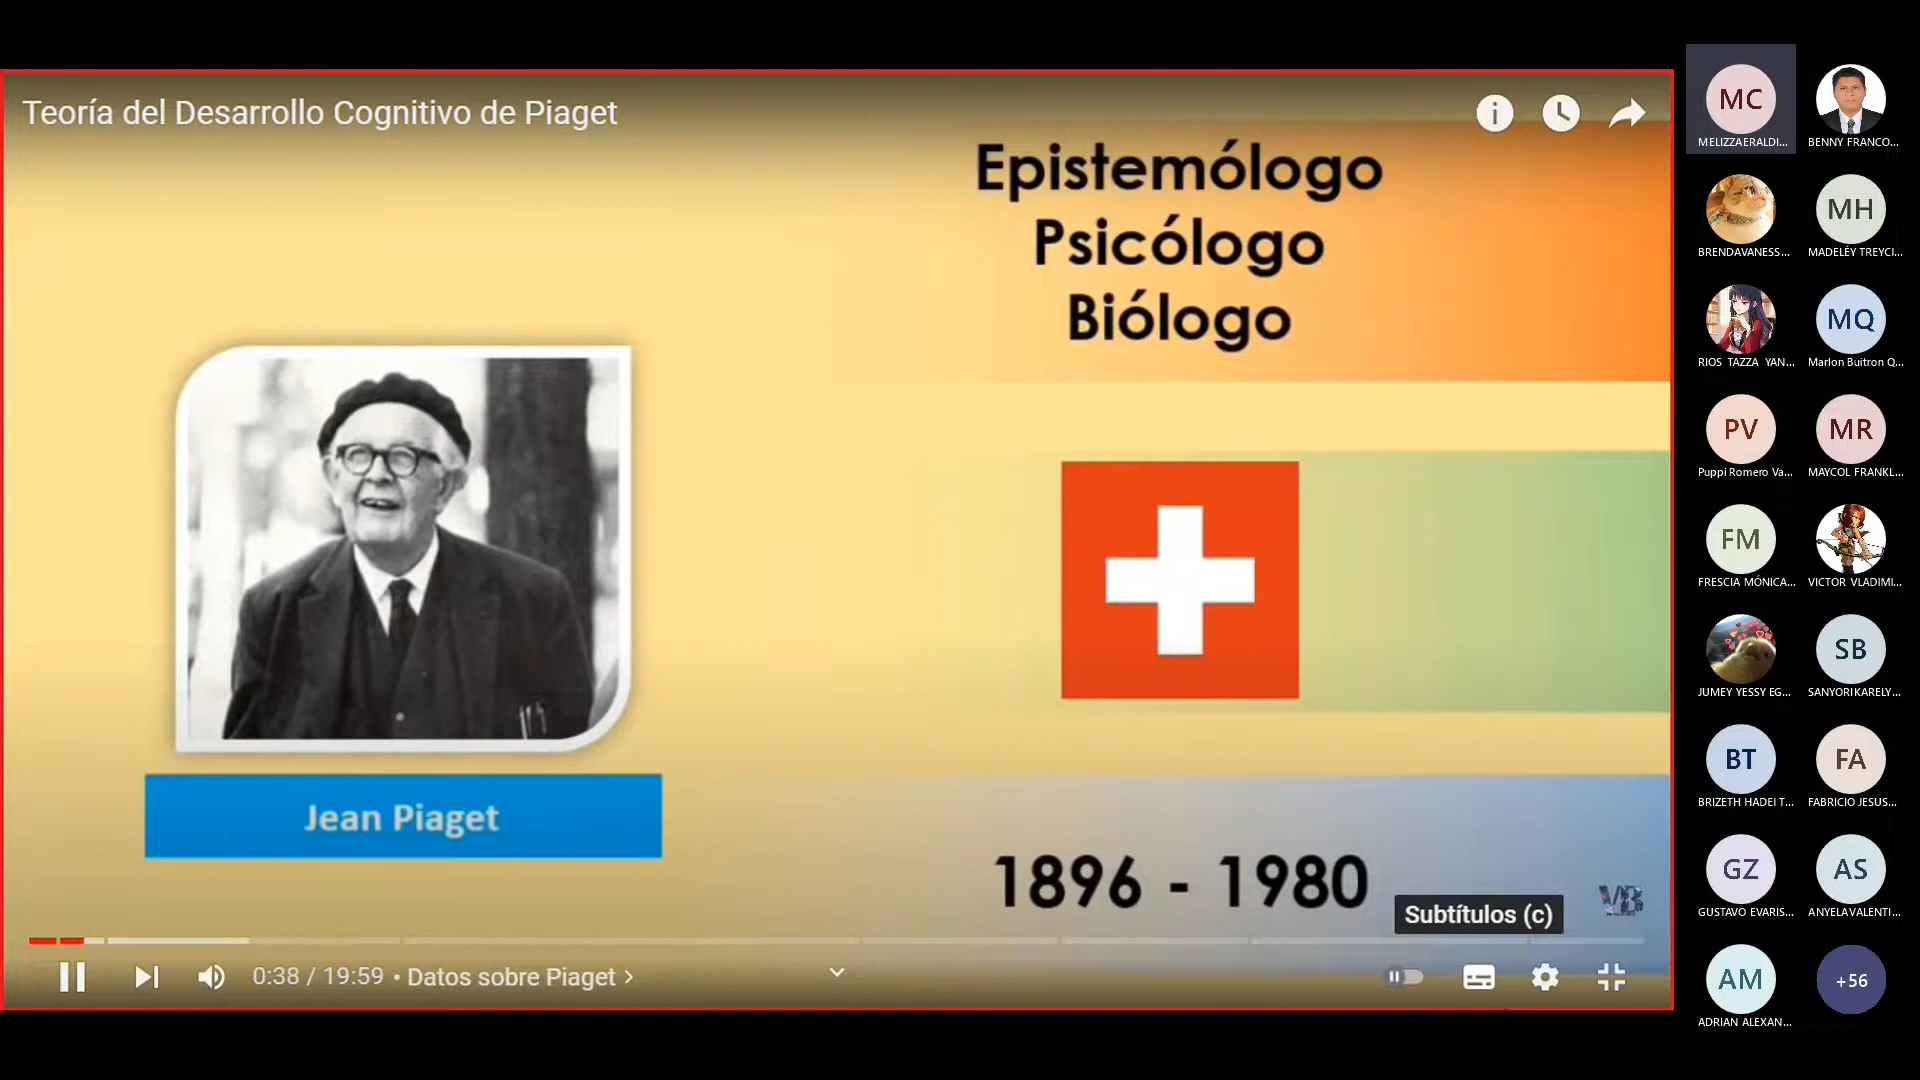 Teoría del Desarrollo Cognitivo de Piaget
Epistemólogo
Psicólogo
Biólogo
Jean Piaget
1896 - 1980
Subtítulos (c)
VB
0:38 / 19:59 • Datos sobre Piaget
MC
MELIZZAERALDI...
BENNY FRANCO...
BRENDAVANESS...
MH
MADELÉY TREYCI...
RIOS TAZZA YAN...
MQ
Marlon Buitron Q...
PV
Puppi Romero Va...
MR
MAYCOL FRANKL...
FM
FRESCIA MÓNICA...
VICTOR VLADIMI...
JUMEY YESSY EG...
SB
SANYORIKARELY...
BT
BRIZETH HADEI T...
FA
FABRICIO JESUS...
GZ
GUSTAVO EVARIS...
AS
ANYELAVALENTI...
AM
ADRIAN ALEXAN...
+56